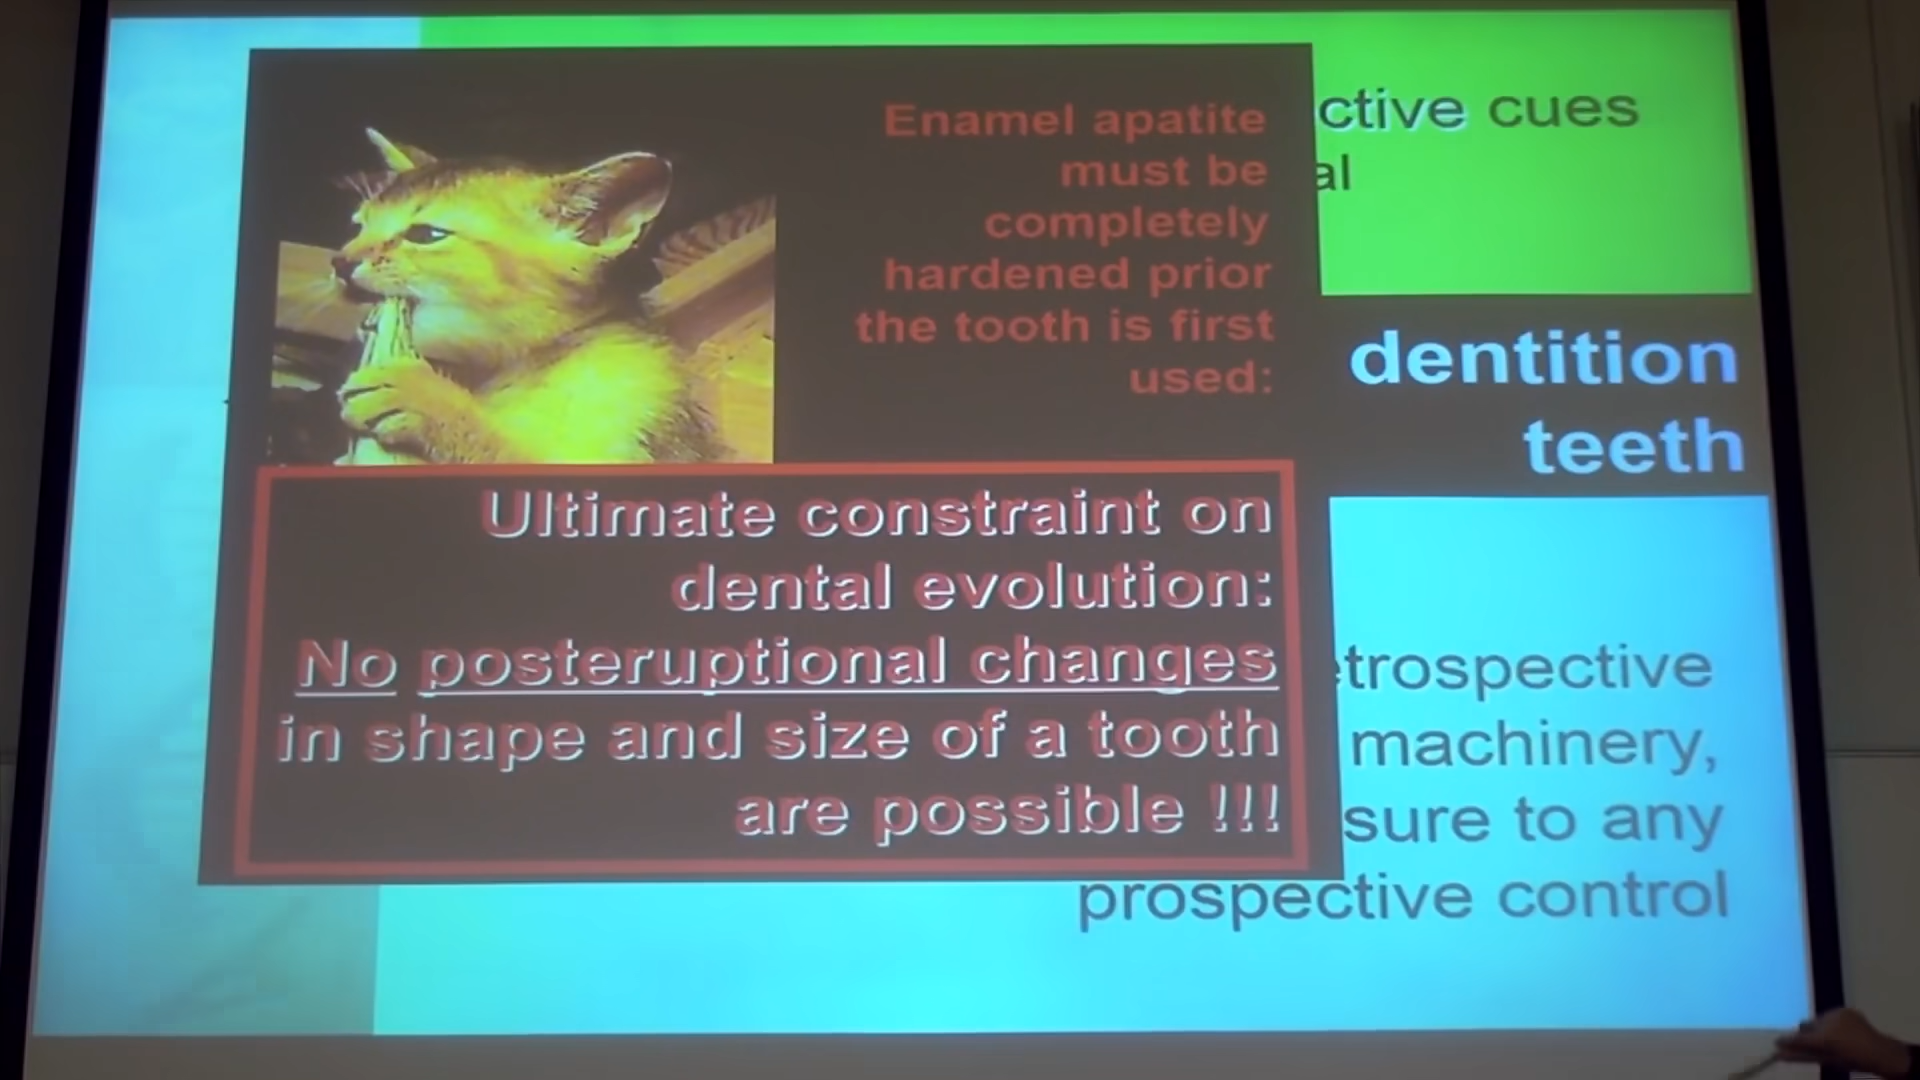 ctive cues
al
Enamel apatite
must be
completely
hardened prior
the tooth is first
used:
dentition
teeth
Ultimate constraint on
dental evolution:
No posteruptional changes
in shape and size of a tooth
are possible !!!
trospective
machinery,
sure to any
prospective control